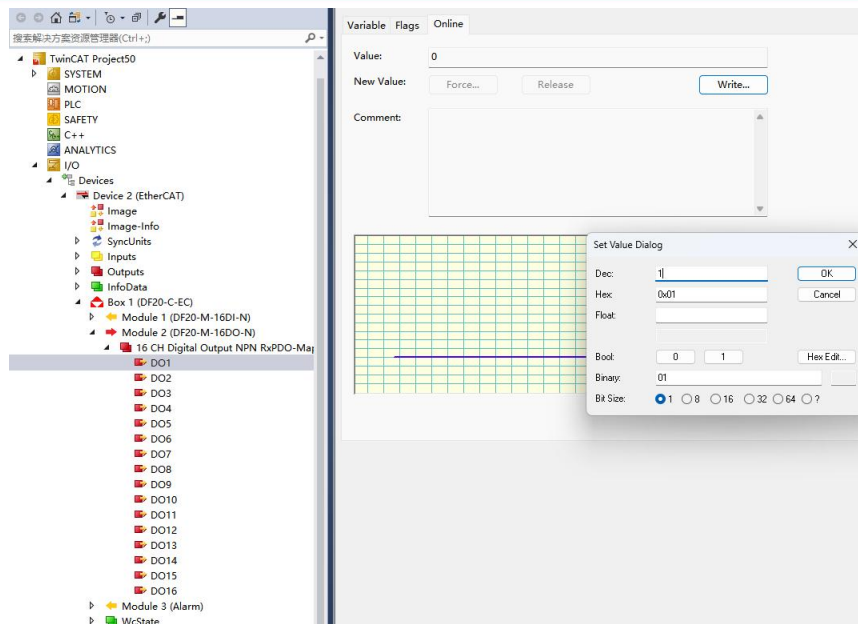 搜索解决方案资源管理器(Ctrl+;)
TwinCAT Project50
SYSTEM
MOTION
PLC
SAFETY
C++
ANALYTICS
I/O
Devices
Device 2 (EtherCAT)
Image
Image-Info
SyncUnits
Inputs
Outputs
InfoData
Box 1 (DF20-C-EC)
Module 1 (DF20-M-16DI-N)
Module 2 (DF20-M-16DO-N)
16 CH Digital Output NPN RxPDO-Map
DO1
DO2
DO3
DO4
DO5
DO6
DO7
DO8
DO9
DO10
DO11
DO12
DO13
DO14
DO15
DO16
Module 3 (Alarm)
WcState
Variable Flags Online
Value: 0
New Value: Force... Release Write...
Comment:
Set Value Dialog
Dec: 1 OK
Hex: 0x01 Cancel
Float:
Bool: 0 1 Hex Edit...
Binary: 01
Bit Size: 1 8 16 32 64 ?